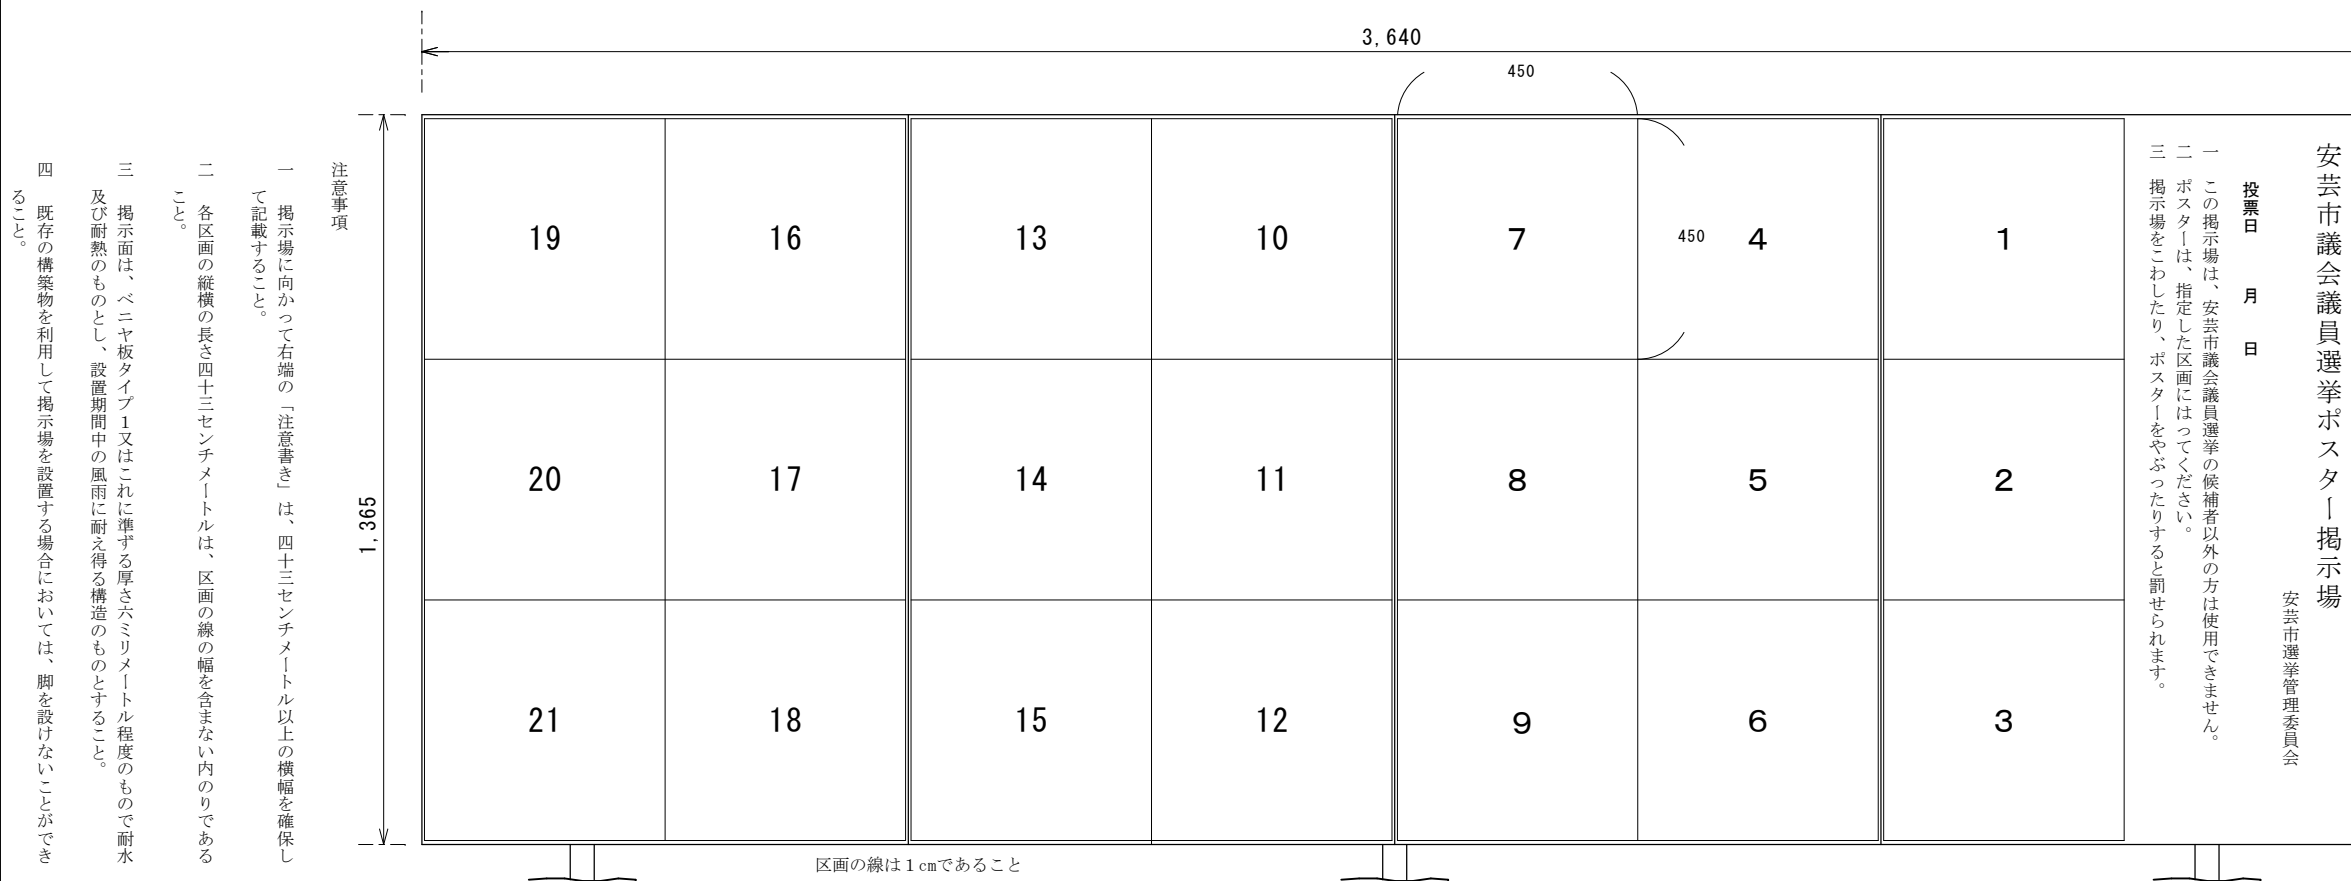 3,640
450
安芸市議会議員選挙ポスター掲示場
安芸市選挙管理委員会
投票日　月　日
一　この掲示場は、安芸市議会議員選挙の候補者以外の方は使用できません。
二　ポスターは、指定した区画にはってください。
三　掲示場をこわしたり、ポスターをやぶったりすると罰せられます。
1
2
3
4
5
6
450
7
8
9
10
11
12
13
14
15
16
17
18
19
20
21
1,365
区画の線は１cmであること
注意事項
一　掲示場に向かって右端の「注意書き」は、四十三センチメートル以上の横幅を確保し
て記載すること。
二　各区画の縦横の長さ四十三センチメートルは、区画の線の幅を含まない内のりである
こと。
三　掲示面は、ベニヤ板タイプ１又はこれに準ずる厚さ六ミリメートル程度のもので耐水
及び耐熱のものとし、設置期間中の風雨に耐え得る構造のものとすること。
四　既存の構築物を利用して掲示場を設置する場合においては、脚を設けないことができ
ること。